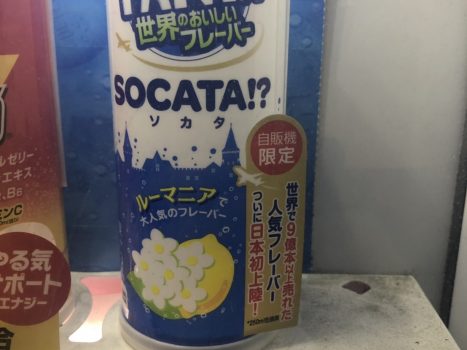 世界のおいしい
フレーバー
SOCATA!?
ソカタ
ルーマニアで
大人気のフレーバー
自販機
限定
世界で9億本以上売れた
人気フレーバー
ついに日本初上陸!
ルゼリー
エキス
B6
ンC
やる気
サポート
エナジー